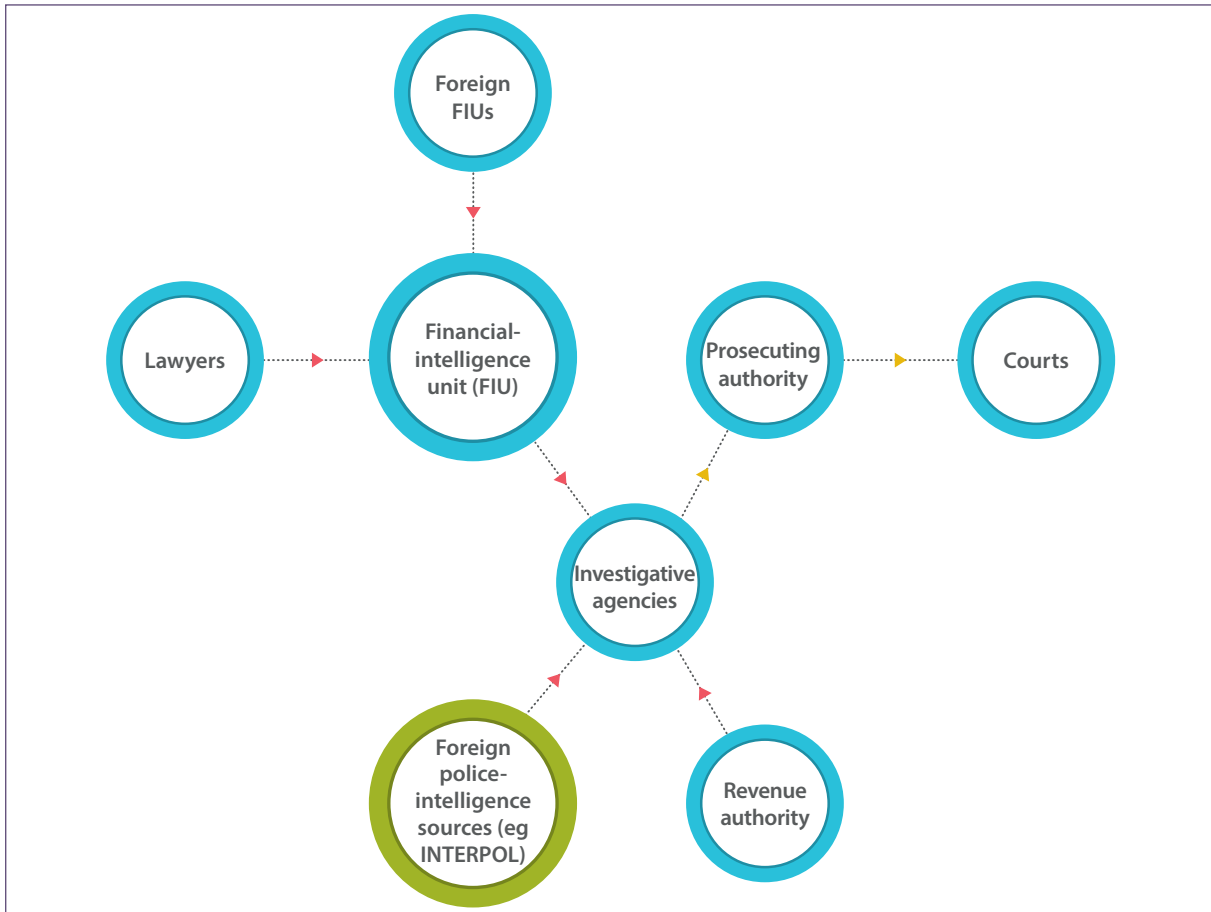 Foreign
FIUs
Lawyers
Financial-
intelligence
unit (FIU)
Prosecuting
authority
Courts
Investigative
agencies
Foreign
police-
intelligence
sources (eg
INTERPOL)
Revenue
authority